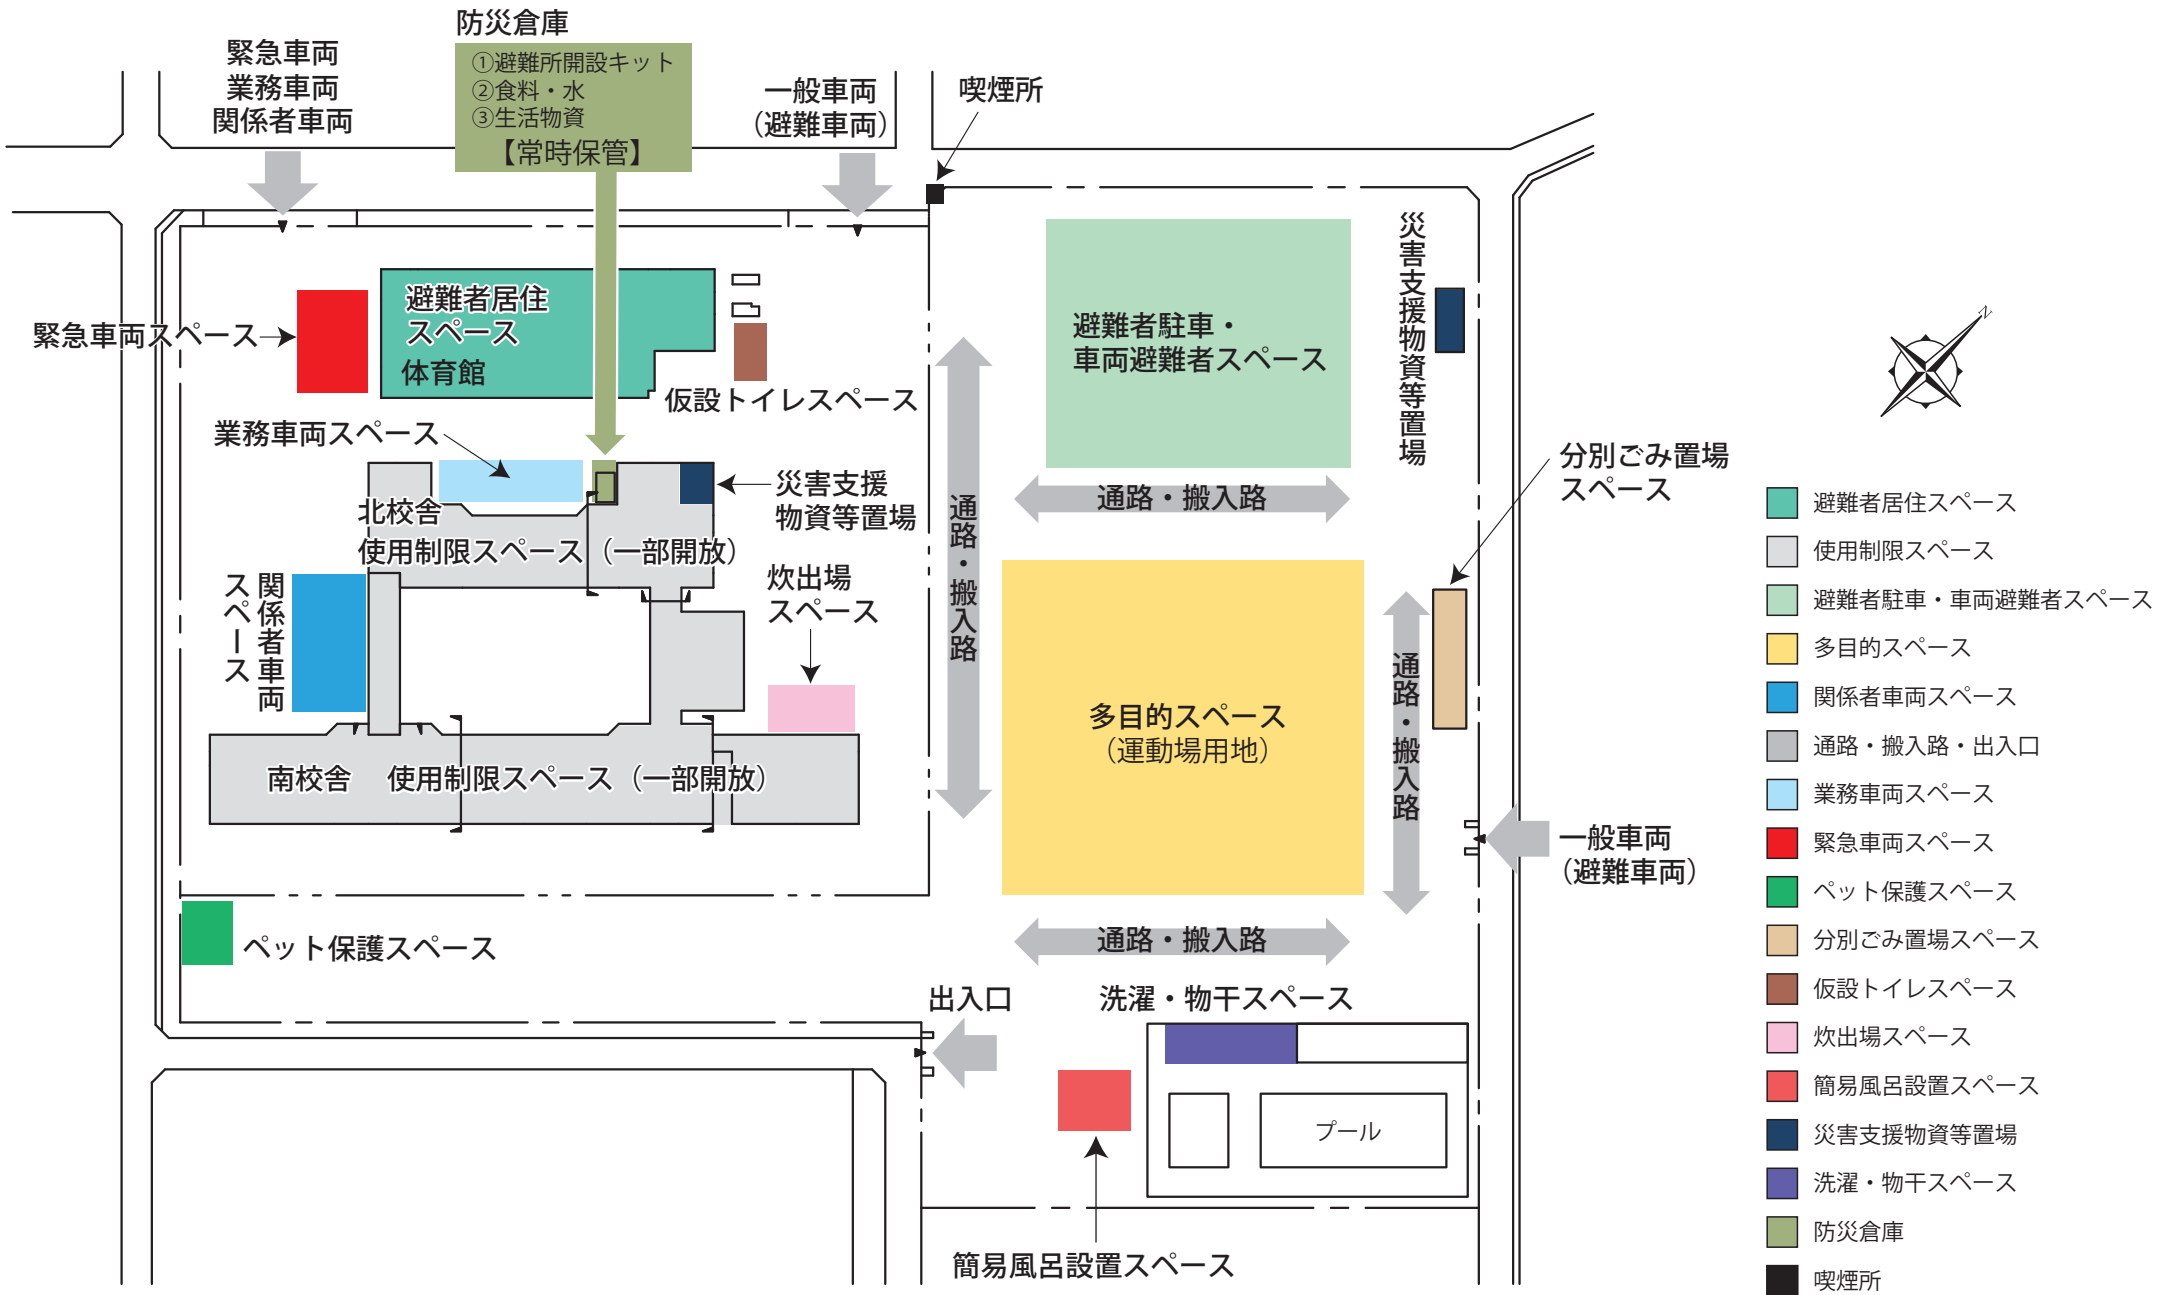 防災倉庫
①避難所開設キット
②食料・水
③生活物資
【常時保管】
緊急車両
業務車両
関係者車両
一般車両
（避難車両）
喫煙所
緊急車両スペース
避難者居住
スペース
体育館
仮設トイレスペース
業務車両スペース
災害支援
物資等置場
北校舎
使用制限スペース（一部開放）
関係者車両
スペース
炊出場
スペース
南校舎　使用制限スペース（一部開放）
ペット保護スペース
避難者駐車・
車両避難者スペース
災害支援物資等置場
通路・搬入路
通路・搬入路
分別ごみ置場
スペース
多目的スペース
（運動場用地）
通路・搬入路
一般車両
（避難車両）
通路・搬入路
出入口
洗濯・物干スペース
プール
簡易風呂設置スペース
N
避難者居住スペース
使用制限スペース
避難者駐車・車両避難者スペース
多目的スペース
関係者車両スペース
通路・搬入路・出入口
業務車両スペース
緊急車両スペース
ペット保護スペース
分別ごみ置場スペース
仮設トイレスペース
炊出場スペース
簡易風呂設置スペース
災害支援物資等置場
洗濯・物干スペース
防災倉庫
喫煙所